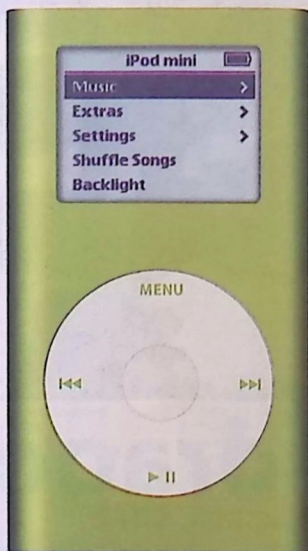 iPod mini
Music
Extras
Settings
Shuffle Songs
Backlight
MENU